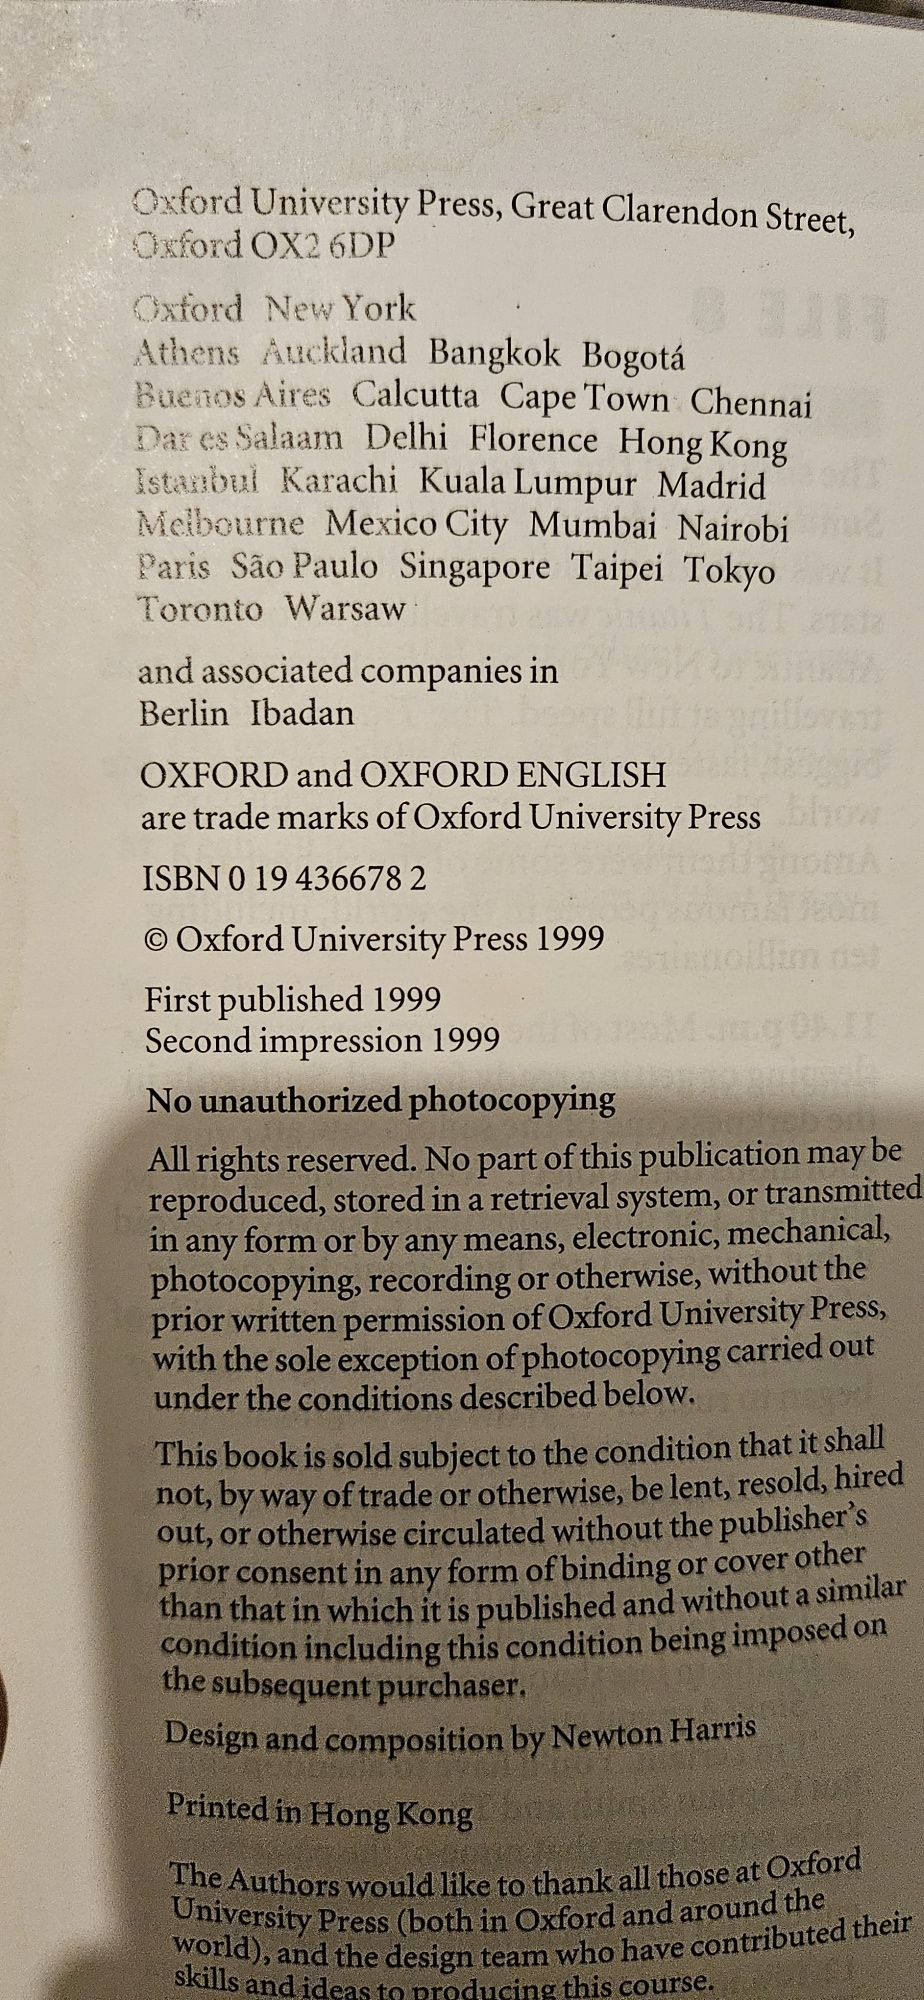 Oxford University Press, Great Clarendon Street,
Oxford OX2 6DP
Oxford New York
Athens Auckland Bangkok Bogotá
Buenos Aires Calcutta Cape Town Chennai
Dar es Salaam Delhi Florence Hong Kong
Istanbul Karachi Kuala Lumpur Madrid
Melbourne Mexico City Mumbai Nairobi
Paris São Paulo Singapore Taipei Tokyo
Toronto Warsaw
and associated companies in
Berlin Ibadan
OXFORD and OXFORD ENGLISH
are trade marks of Oxford University Press
ISBN 0 19 436678 2
© Oxford University Press 1999
First published 1999
Second impression 1999
No unauthorized photocopying
All rights reserved. No part of this publication may be
reproduced, stored in a retrieval system, or transmitted
in any form or by any means, electronic, mechanical,
photocopying, recording or otherwise, without the
prior written permission of Oxford University Press,
with the sole exception of photocopying carried out
under the conditions described below.
This book is sold subject to the condition that it shall
not, by way of trade or otherwise, be lent, resold, hired
out, or otherwise circulated without the publisher's
prior consent in any form of binding or cover other
than that in which it is published and without a similar
condition including this condition being imposed on
the subsequent purchaser.
Design and composition by Newton Harris
Printed in Hong Kong
The Authors would like to thank all those at Oxford
University Press (both in Oxford and around the
world), and the design team who have contributed their
skills and ideas to producing this course.